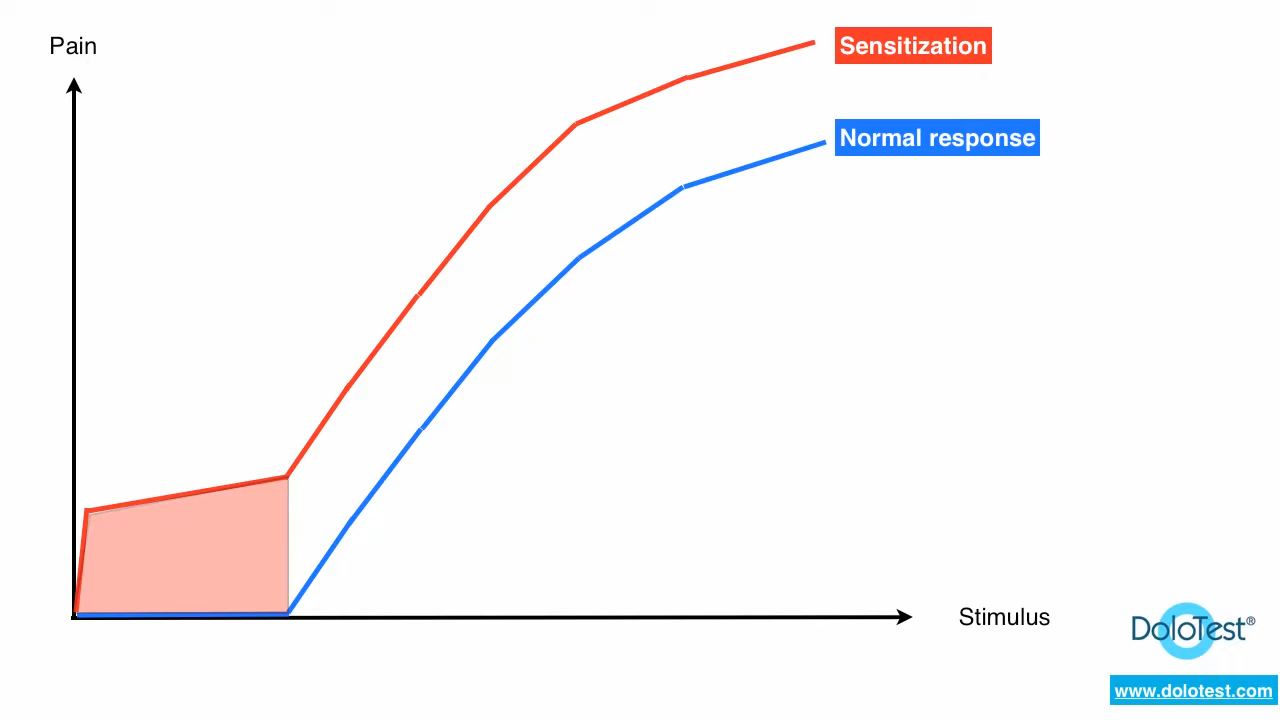 Pain
Sensitization
Normal response
Stimulus
DoloTest®
www.dolotest.com